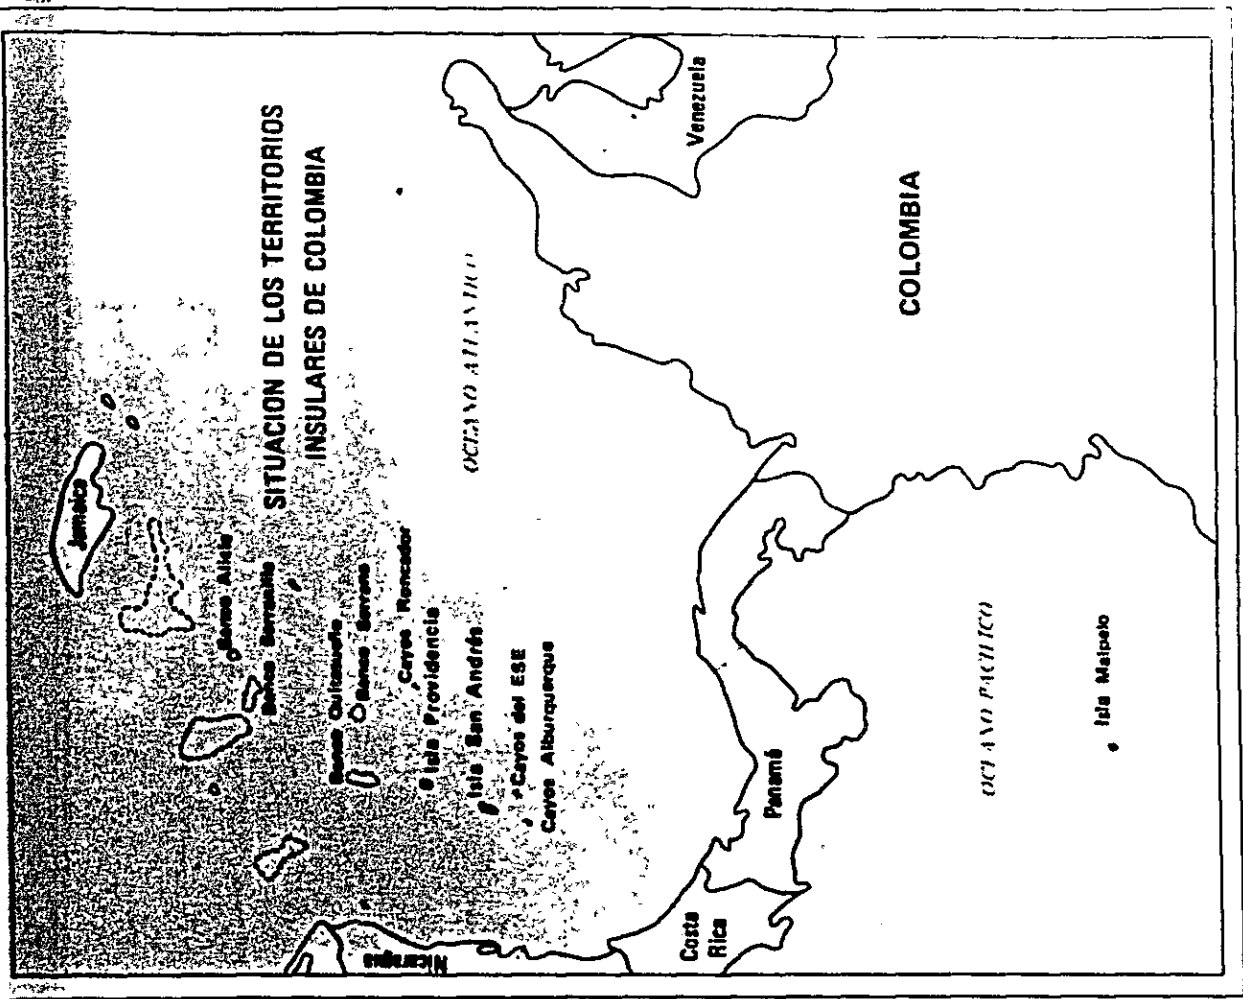 SITUACION DE LOS TERRITORIOS
INSULARES DE COLOMBIA
Jamaica
Banco Alicia
Banco Serranilla
Banco Quitasueño
Banco Serrana
Cayos Roncador
Isla Providencia
Isla San Andrés
Cayos del ESE
Cayos Alburquerque
Nicaragua
OCEANO ATLANTICO
Venezuela
Costa
Rica
Panamá
COLOMBIA
OCEANO PACIFICO
Isla Malpelo